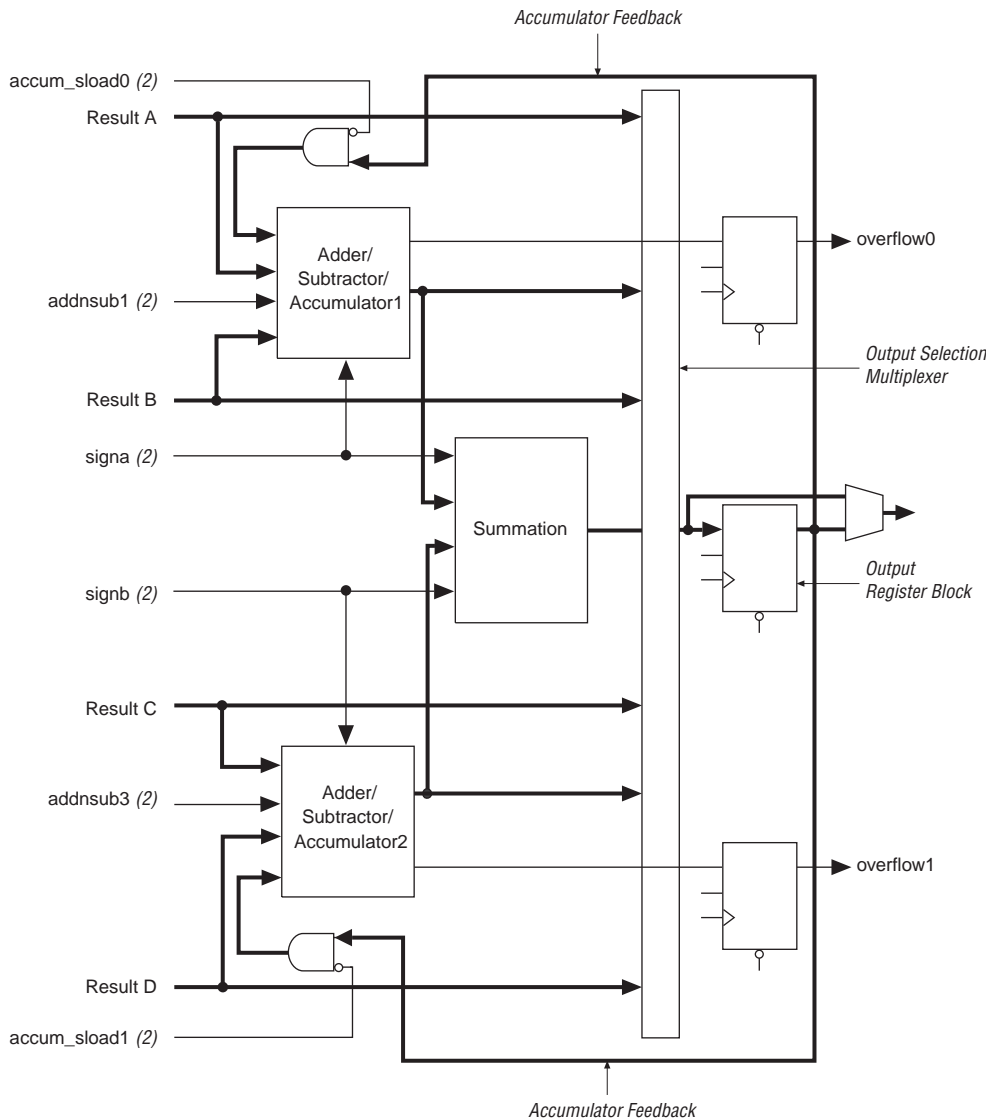 Accumulator Feedback
accum_sload0 (2)
Result A
overflow0
Adder/
Subtractor/
Accumulator1
addnsub1 (2)
Output Selection
Multiplexer
Result B
signa (2)
Summation
Output
Register Block
signb (2)
Result C
Adder/
Subtractor/
Accumulator2
addnsub3 (2)
overflow1
Result D
accum_sload1 (2)
Accumulator Feedback